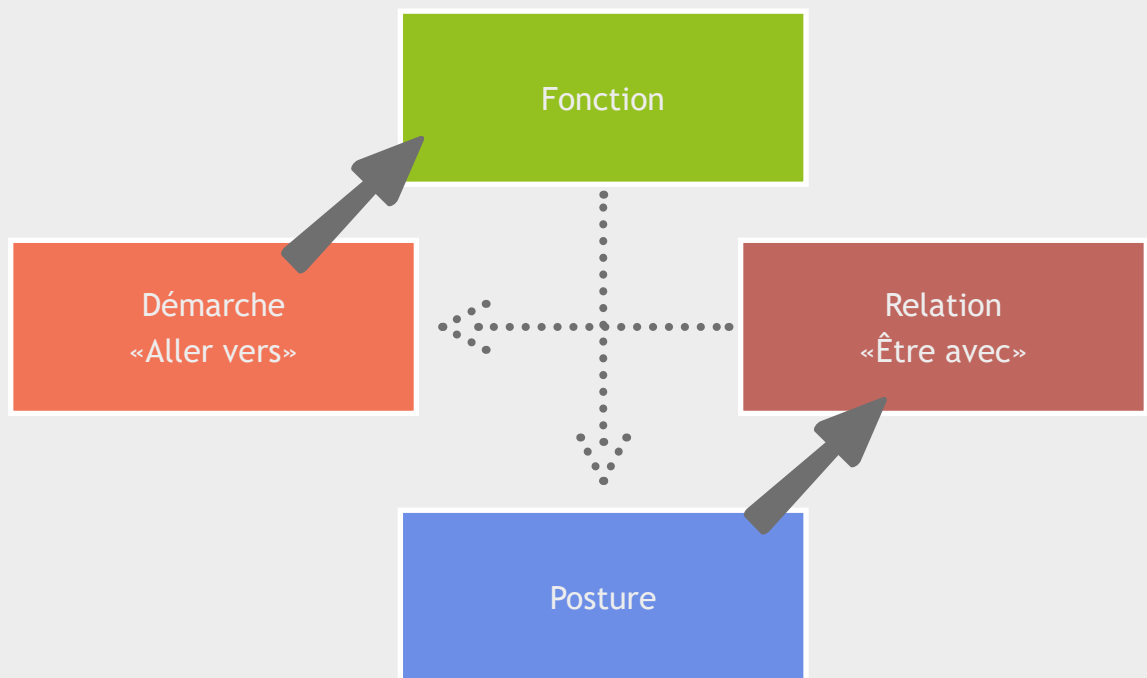 Fonction
Démarche
«Aller vers»
Relation
«Être avec»
Posture